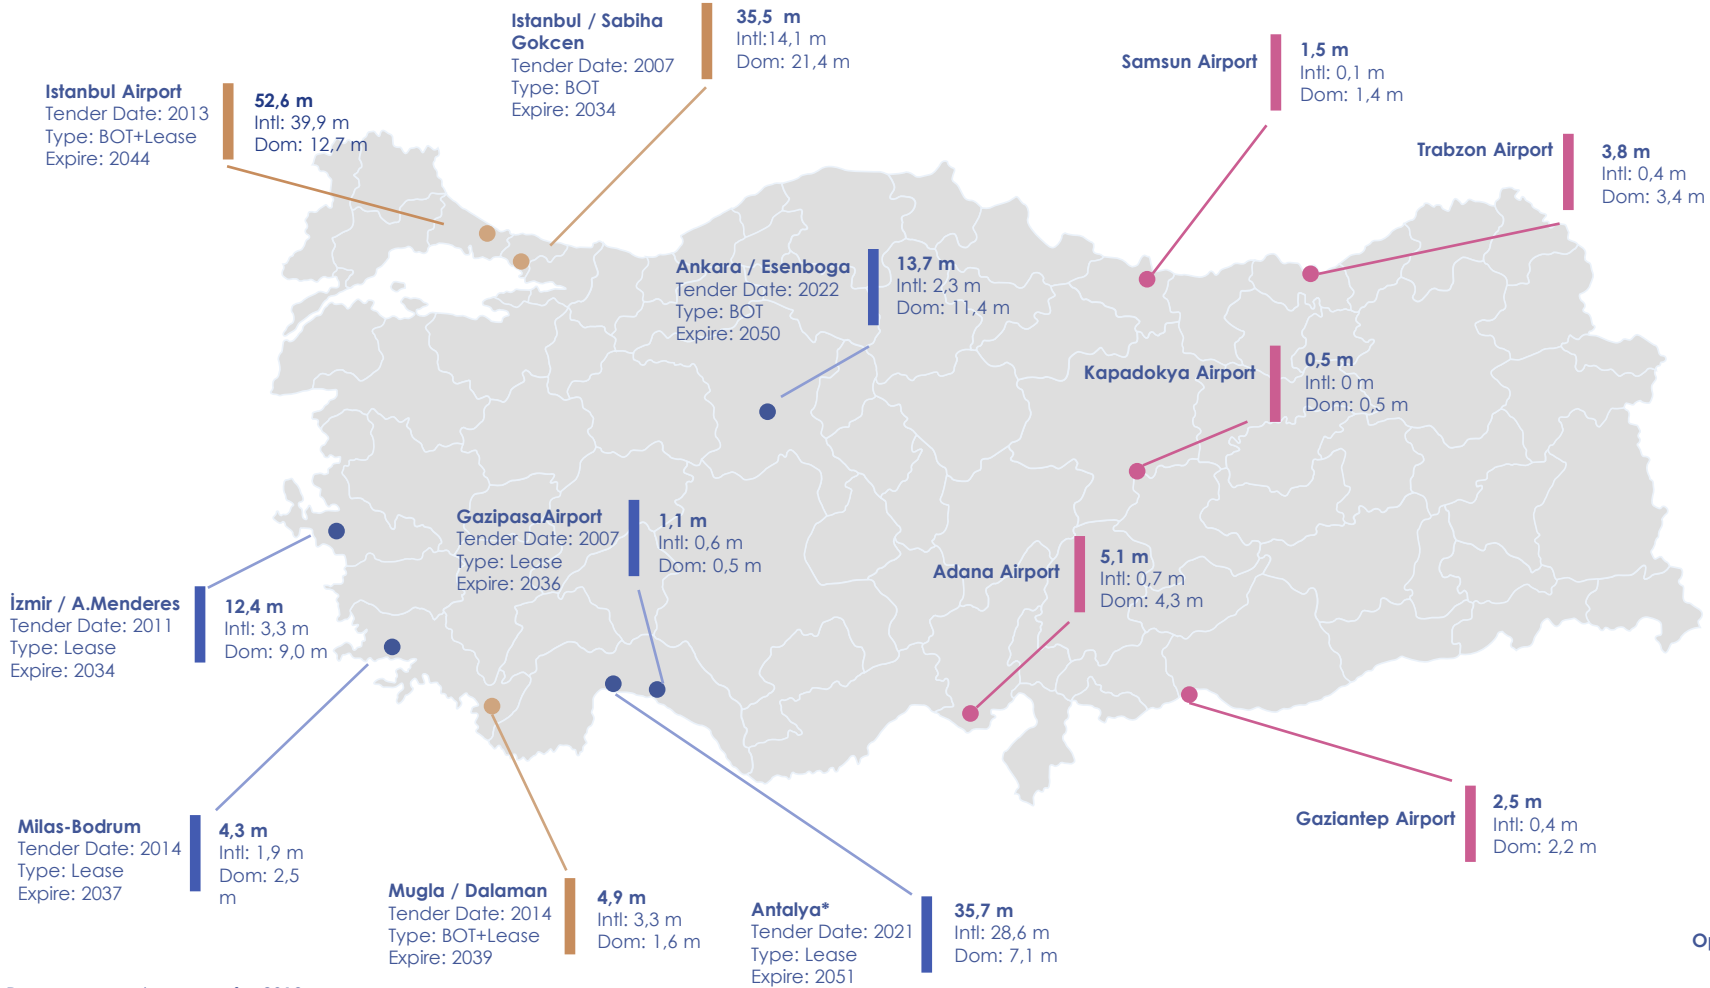 Istanbul / Sabiha
Gokcen
Tender Date: 2007
Type: BOT
Expire: 2034
35,5 m
Intl:14,1 m
Dom: 21,4 m
Samsun Airport
1,5 m
Intl: 0,1 m
Dom: 1,4 m
Istanbul Airport
Tender Date: 2013
Type: BOT+Lease
Expire: 2044
52,6 m
Intl: 39,9 m
Dom: 12,7 m
Trabzon Airport
3,8 m
Intl: 0,4 m
Dom: 3,4 m
Ankara / Esenboga
Tender Date: 2022
Type: BOT
Expire: 2050
13,7 m
Intl: 2,3 m
Dom: 11,4 m
Kapadokya Airport
0,5 m
Intl: 0 m
Dom: 0,5 m
GazipasaAirport
Tender Date: 2007
Type: Lease
Expire: 2036
1,1 m
Intl: 0,6 m
Dom: 0,5 m
Adana Airport
5,1 m
Intl: 0,7 m
Dom: 4,3 m
İzmir / A.Menderes
Tender Date: 2011
Type: Lease
Expire: 2034
12,4 m
Intl: 3,3 m
Dom: 9,0 m
Milas-Bodrum
Tender Date: 2014
Type: Lease
Expire: 2037
4,3 m
Intl: 1,9 m
Dom: 2,5
m
Gaziantep Airport
2,5 m
Intl: 0,4 m
Dom: 2,2 m
Mugla / Dalaman
Tender Date: 2014
Type: BOT+Lease
Expire: 2039
4,9 m
Intl: 3,3 m
Dom: 1,6 m
Antalya*
Tender Date: 2021
Type: Lease
Expire: 2051
35,7 m
Intl: 28,6 m
Dom: 7,1 m